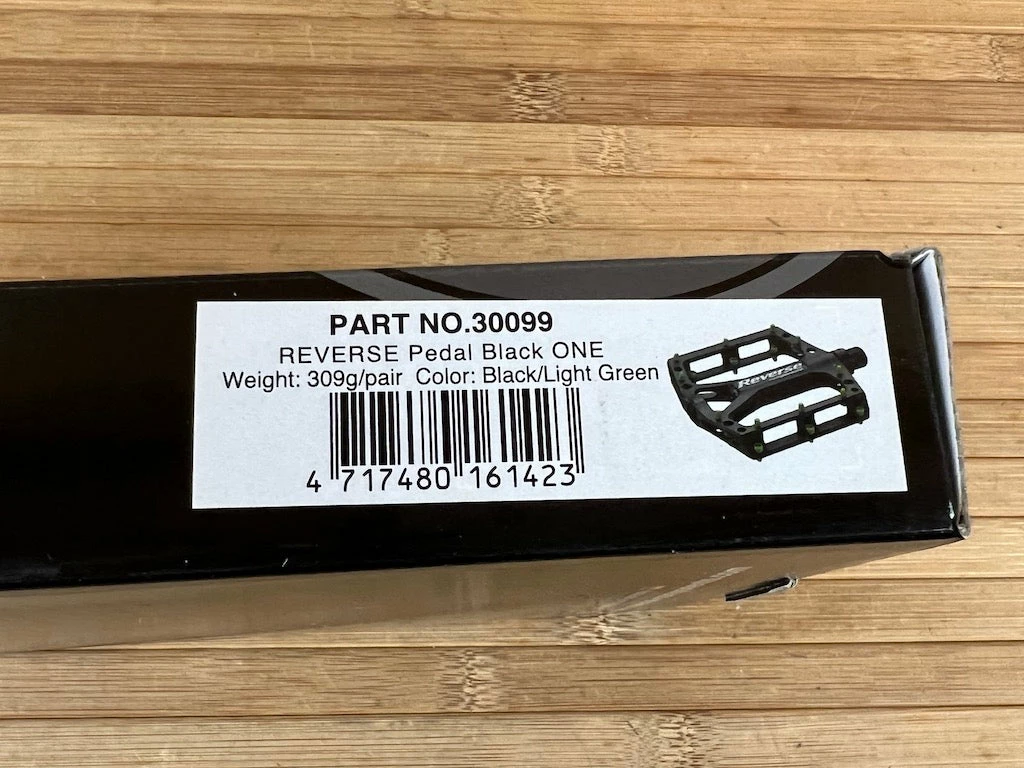 PART NO.30099
REVERSE Pedal Black ONE
Weight: 309g/pair Color: Black/Light Green
Reverse
4 717480 161423